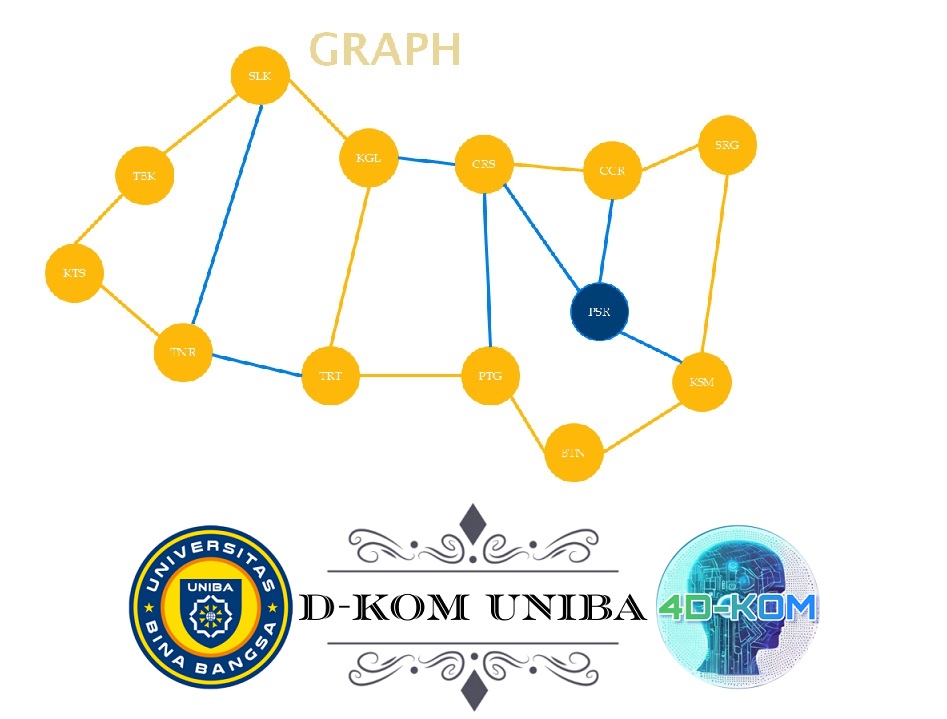 GRAPH
SLK
SRG
KGL
CRS
CCR
TBK
KTS
PSR
TNR
TRT
PTG
KSM
BTN
UNIVERSITAS
UNIBA
BINA BANGSA
D-KOM UNIBA
4D-KOM